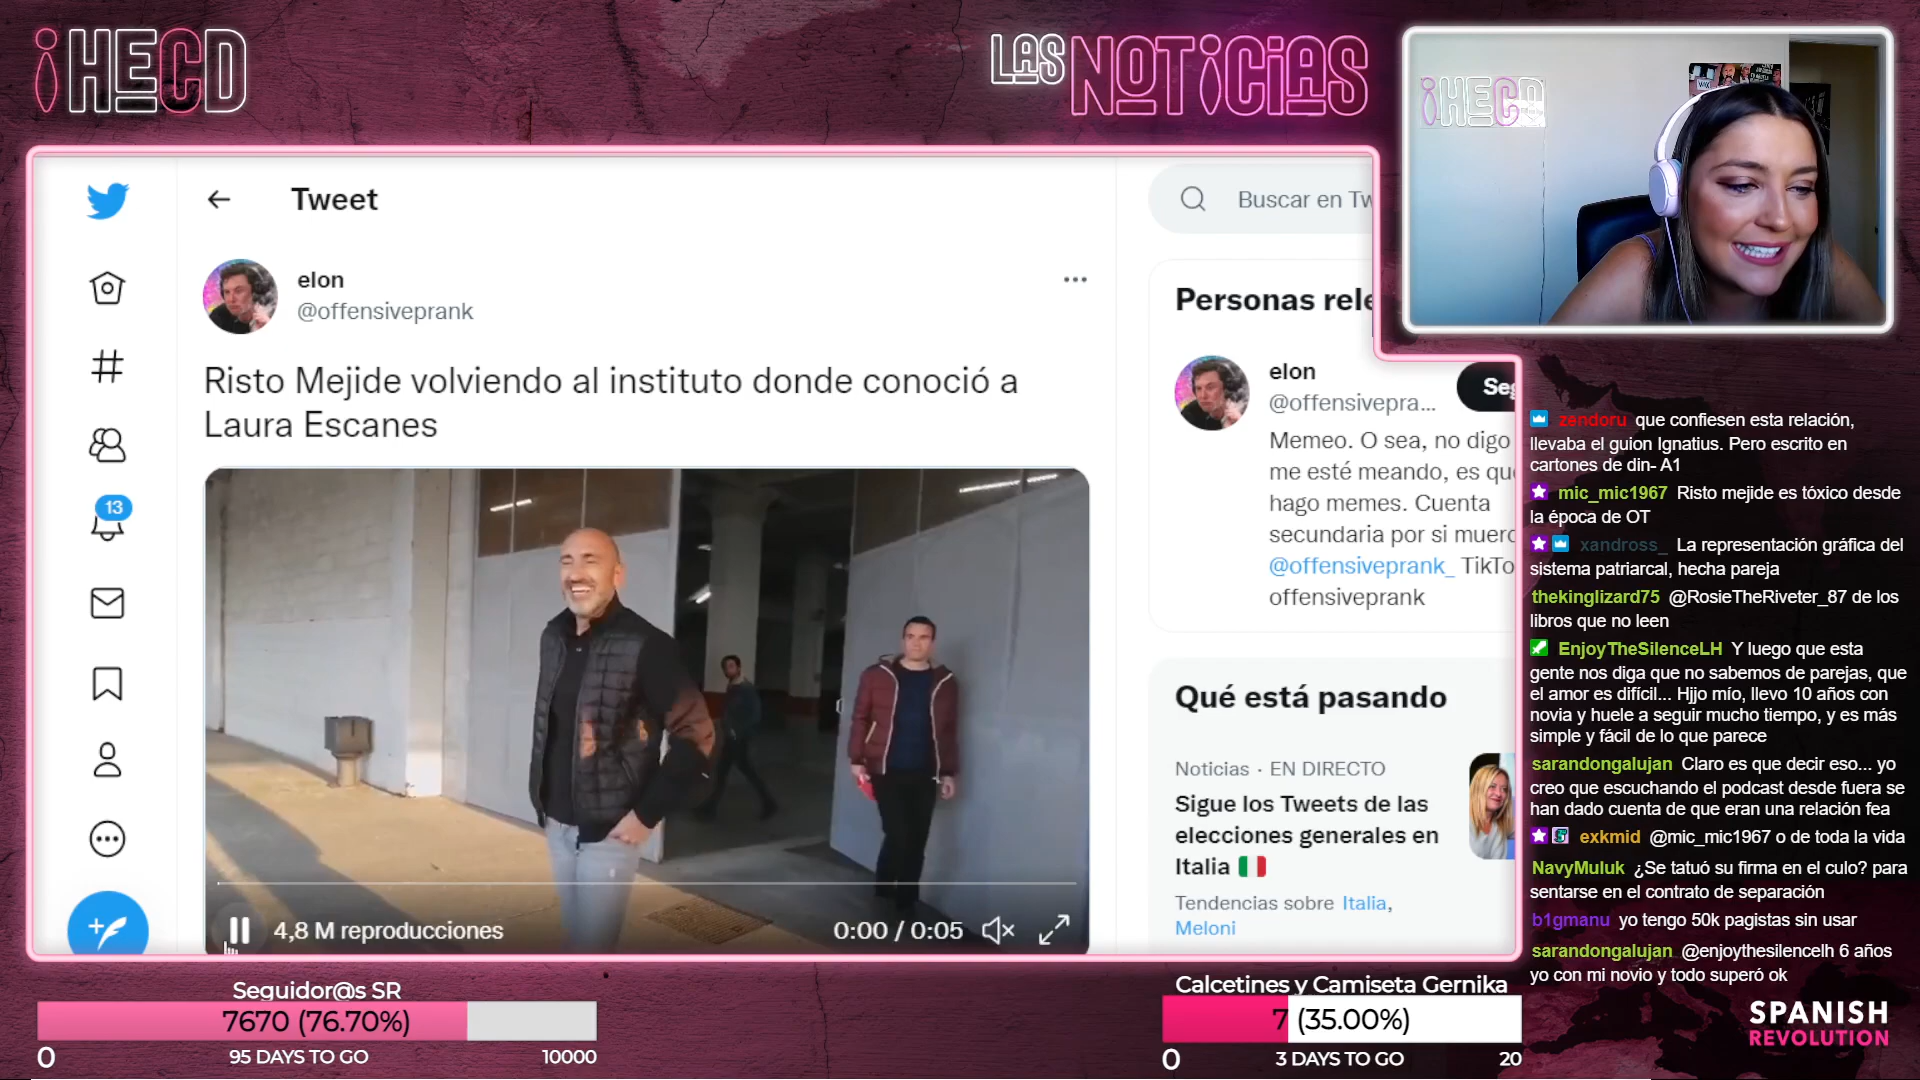 ¡HECD
LAS NOTiCiAS
¡HECD
Tweet
Buscar en Tw
elon
@offensiveprank
Risto Mejide volviendo al instituto donde conoció a
Laura Escanes
13
4,8 M reproducciones
0:00 / 0:05
Personas rele
elon
Seg
@offensivepra...
Memeo. O sea, no digo
me esté meando, es que
hago memes. Cuenta
secundaria por si muero
@offensiveprank_ TikTo
offensiveprank
Qué está pasando
Noticias · EN DIRECTO
Sigue los Tweets de las
elecciones generales en
Italia
Tendencias sobre Italia,
Meloni
zendoru que confiesen esta relación,
llevaba el guion Ignatius. Pero escrito en
cartones de din- A1
mic_mic1967 Risto mejide es tóxico desde
la época de OT
xandross_ La representación gráfica del
sistema patriarcal, hecha pareja
thekinglizard75 @RosieTheRiveter_87 de los
libros que no leen
EnjoyTheSilenceLH Y luego que esta
gente nos diga que no sabemos de parejas, que
el amor es difícil... Hjjo mío, llevo 10 años con
novia y huele a seguir mucho tiempo, y es más
simple y fácil de lo que parece
sarandongalujan Claro es que decir eso... yo
creo que escuchando el podcast desde fuera se
han dado cuenta de que eran una relación fea
exkmid @mic_mic1967 o de toda la vida
NavyMuluk ¿Se tatuó su firma en el culo? para
sentarse en el contrato de separación
b1gmanu yo tengo 50k pagistas sin usar
sarandongalujan @enjoythesilencelh 6 años
yo con mi novio y todo superó ok
Seguidor@s SR
7670 (76.70%)
0
95 DAYS TO GO
10000
Calcetines y Camiseta Gernika
7 (35.00%)
0
3 DAYS TO GO
20
SPANISH
REVOLUTION